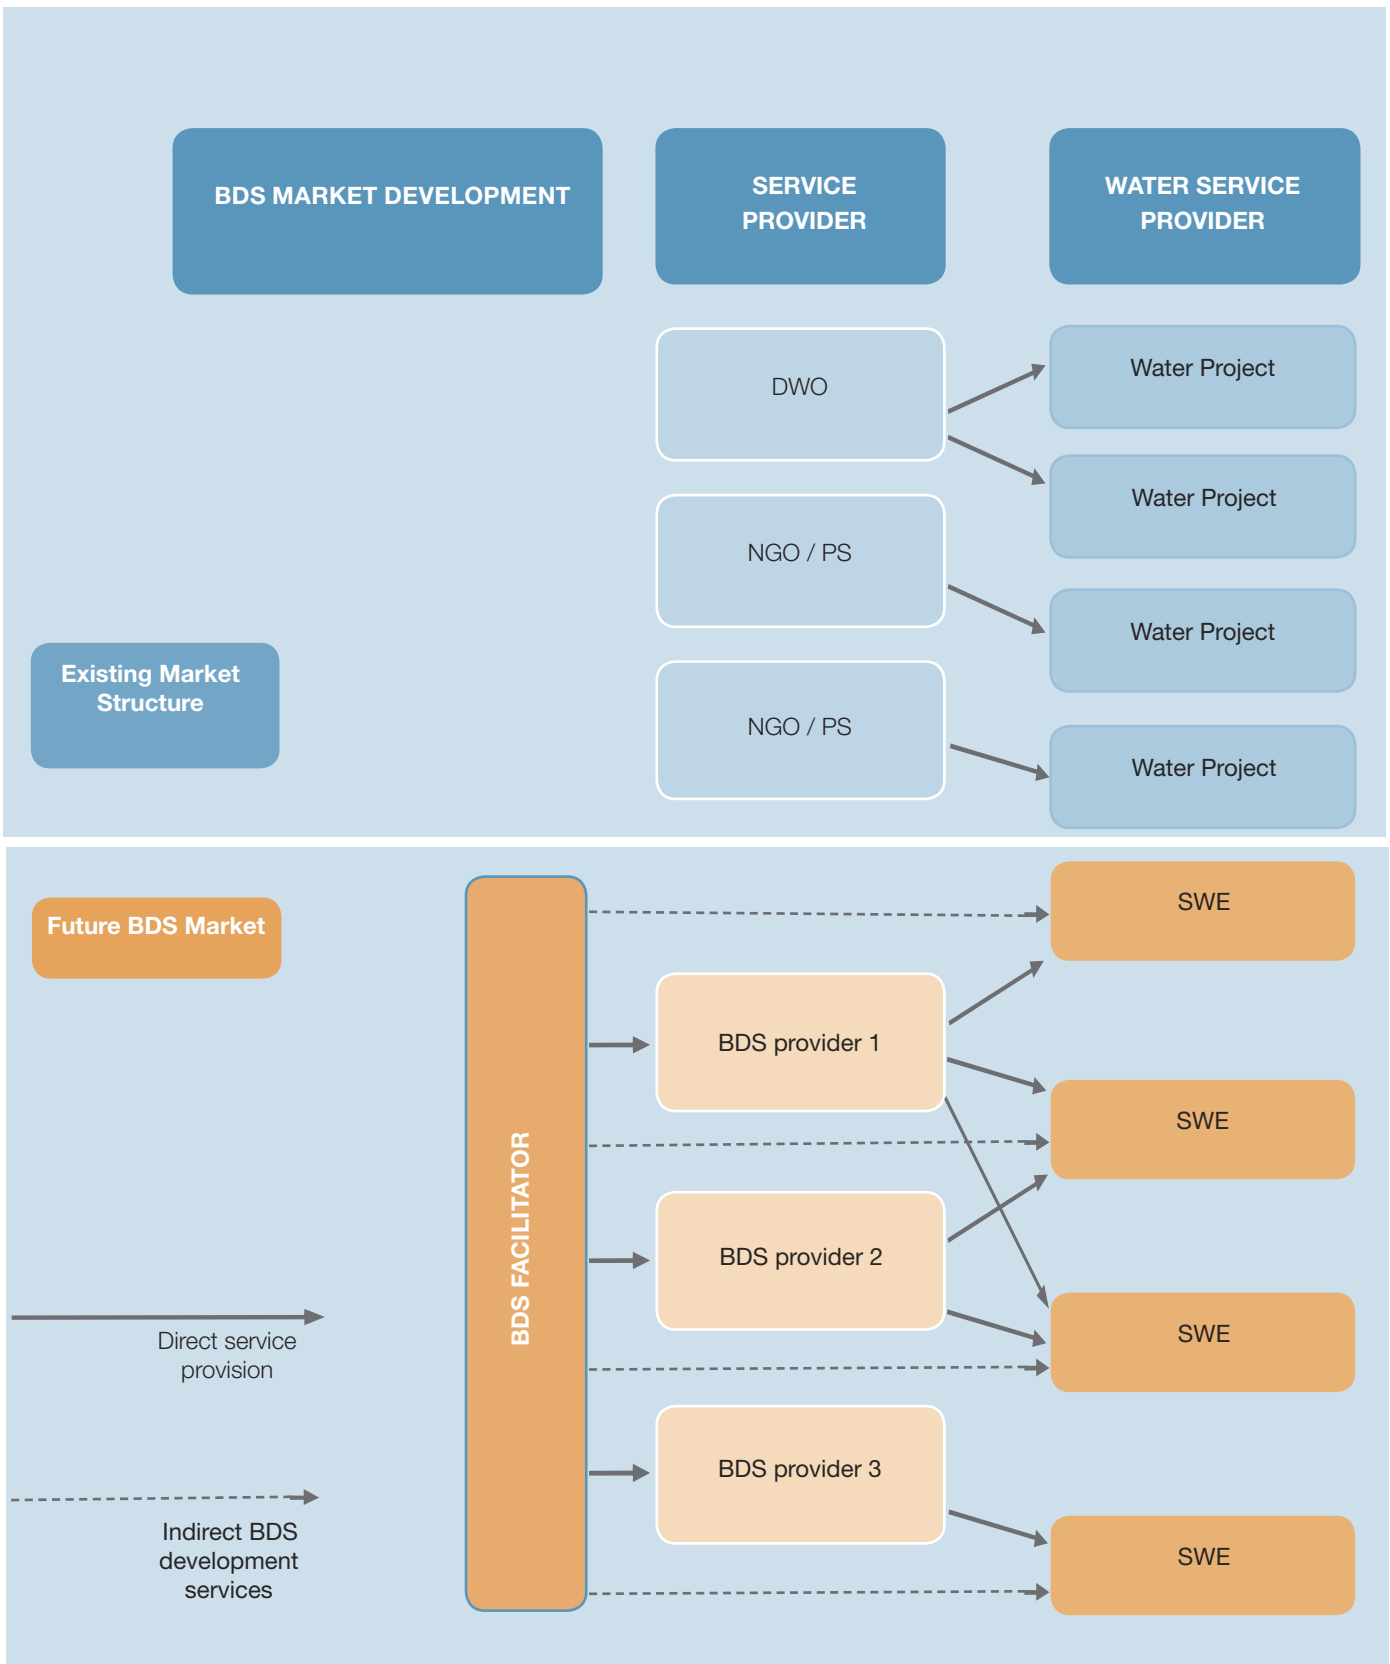 BDS MARKET DEVELOPMENT
SERVICE
PROVIDER
WATER SERVICE
PROVIDER
DWO
Water Project
Water Project
NGO / PS
Water Project
Existing Market
Structure
NGO / PS
Water Project
Future BDS Market
BDS FACILITATOR
SWE
BDS provider 1
SWE
BDS provider 2
SWE
Direct service
provision
BDS provider 3
Indirect BDS
development
services
SWE